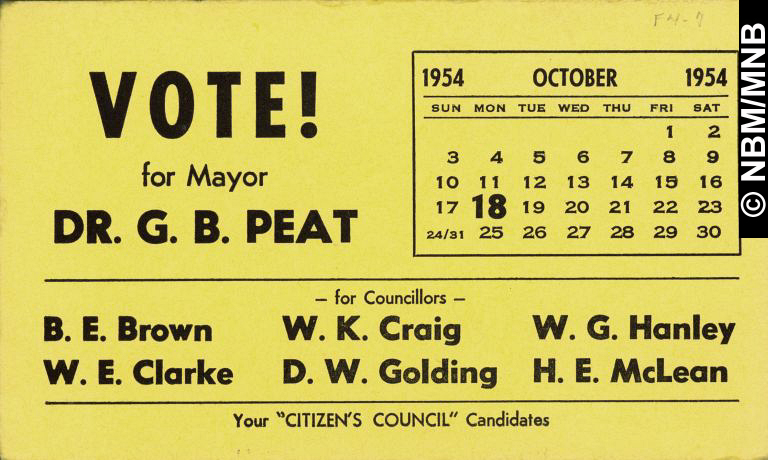 F4-7
VOTE!
for Mayor
DR. G. B. PEAT
1954 OCTOBER 1954
SUN MON TUE WED THU FRI SAT
1 2
3 4 5 6 7 8 9
10 11 12 13 14 15 16
17 18 19 20 21 22 23
24/31 25 26 27 28 29 30
– for Councillors –
B. E. Brown W. K. Craig W. G. Hanley
W. E. Clarke D. W. Golding H. E. McLean
Your "CITIZEN'S COUNCIL" Candidates
© NBM/MNB